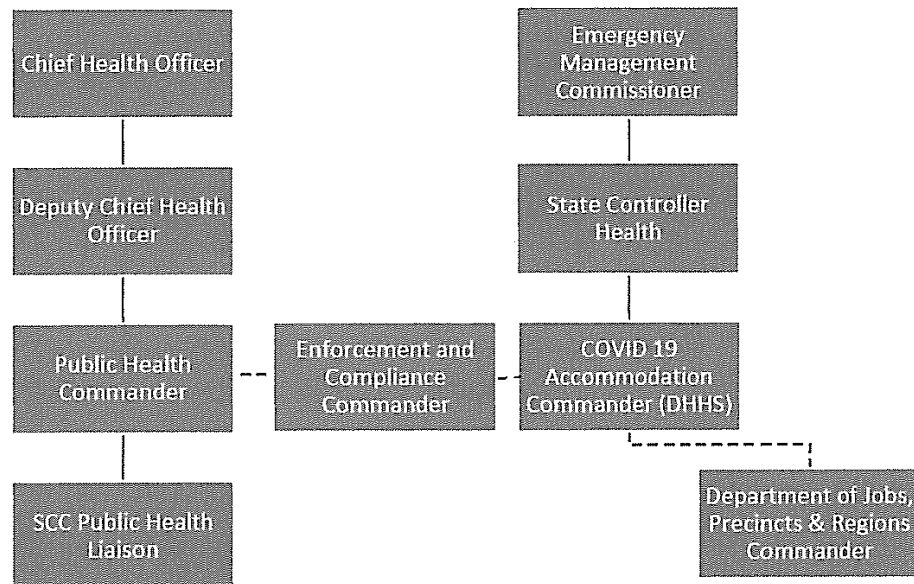 Chief Health Officer
Emergency
Management
Commissioner
Deputy Chief Health
Officer
State Controller
Health
Public Health
Commander
Enforcement and
Compliance
Commander
COVID 19
Accommodation
Commander (DHHS)
SCC Public Health
Liaison
Department of Jobs,
Precincts & Regions
Commander